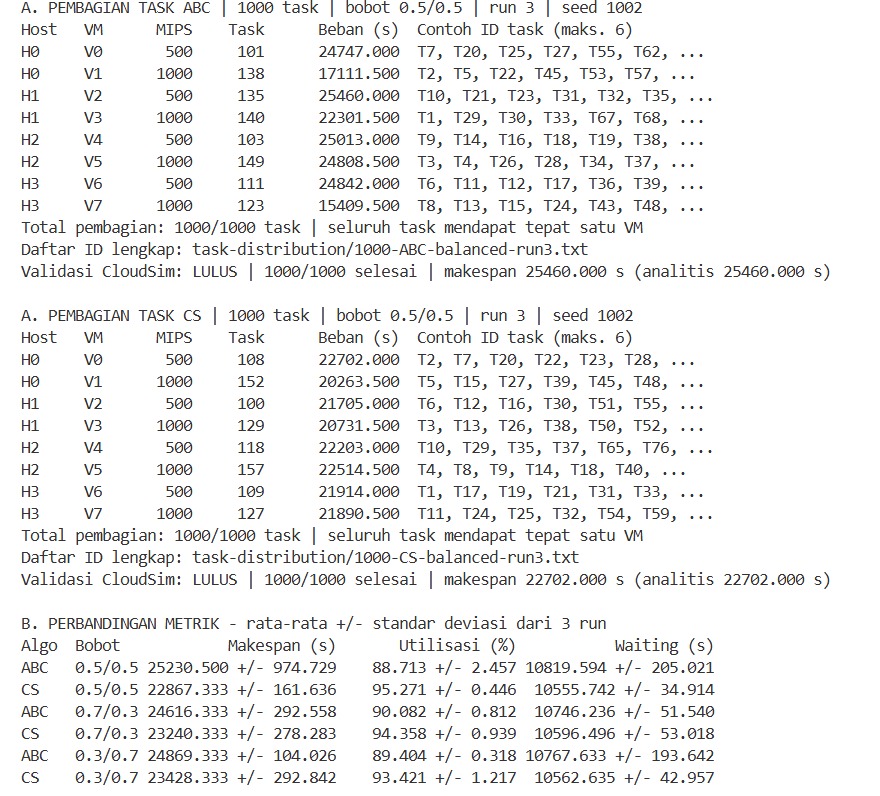 A. PEMBAGIAN TASK ABC | 1000 task | bobot 0.5/0.5 | run 3 | seed 1002
Host VM MIPS Task Beban (s) Contoh ID task (maks. 6)
H0 V0 500 101 24747.000 T7, T20, T25, T27, T55, T62, ...
H0 V1 1000 138 17111.500 T2, T5, T22, T45, T53, T57, ...
H1 V2 500 135 25460.000 T10, T21, T23, T31, T32, T35, ...
H1 V3 1000 140 22301.500 T1, T29, T30, T33, T67, T68, ...
H2 V4 500 103 25013.000 T9, T14, T16, T18, T19, T38, ...
H2 V5 1000 149 24808.500 T3, T4, T26, T28, T34, T37, ...
H3 V6 500 111 24842.000 T6, T11, T12, T17, T36, T39, ...
H3 V7 1000 123 15409.500 T8, T13, T15, T24, T43, T48, ...
Total pembagian: 1000/1000 task | seluruh task mendapat tepat satu VM
Daftar ID lengkap: task-distribution/1000-ABC-balanced-run3.txt
Validasi CloudSim: LULUS | 1000/1000 selesai | makespan 25460.000 s (analitis 25460.000 s)
A. PEMBAGIAN TASK CS | 1000 task | bobot 0.5/0.5 | run 3 | seed 1002
Host VM MIPS Task Beban (s) Contoh ID task (maks. 6)
H0 V0 500 108 22702.000 T2, T7, T20, T22, T23, T28, ...
H0 V1 1000 152 20263.500 T5, T15, T27, T39, T45, T48, ...
H1 V2 500 100 21705.000 T6, T12, T16, T30, T51, T55, ...
H1 V3 1000 129 20731.500 T3, T13, T26, T38, T50, T52, ...
H2 V4 500 118 22203.000 T10, T29, T35, T37, T65, T76, ...
H2 V5 1000 157 22514.500 T4, T8, T9, T14, T18, T40, ...
H3 V6 500 109 21914.000 T1, T17, T19, T21, T31, T33, ...
H3 V7 1000 127 21890.500 T11, T24, T25, T32, T54, T59, ...
Total pembagian: 1000/1000 task | seluruh task mendapat tepat satu VM
Daftar ID lengkap: task-distribution/1000-CS-balanced-run3.txt
Validasi CloudSim: LULUS | 1000/1000 selesai | makespan 22702.000 s (analitis 22702.000 s)
B. PERBANDINGAN METRIK - rata-rata +/- standar deviasi dari 3 run
Algo Bobot Makespan (s) Utilisasi (%) Waiting (s)
ABC 0.5/0.5 25230.500 +/- 974.729 88.713 +/- 2.457 10819.594 +/- 205.021
CS 0.5/0.5 22867.333 +/- 161.636 95.271 +/- 0.446 10555.742 +/- 34.914
ABC 0.7/0.3 24616.333 +/- 292.558 90.082 +/- 0.812 10746.236 +/- 51.540
CS 0.7/0.3 23240.333 +/- 278.283 94.358 +/- 0.939 10596.496 +/- 53.018
ABC 0.3/0.7 24869.333 +/- 104.026 89.404 +/- 0.318 10767.633 +/- 193.642
CS 0.3/0.7 23428.333 +/- 292.842 93.421 +/- 1.217 10562.635 +/- 42.957